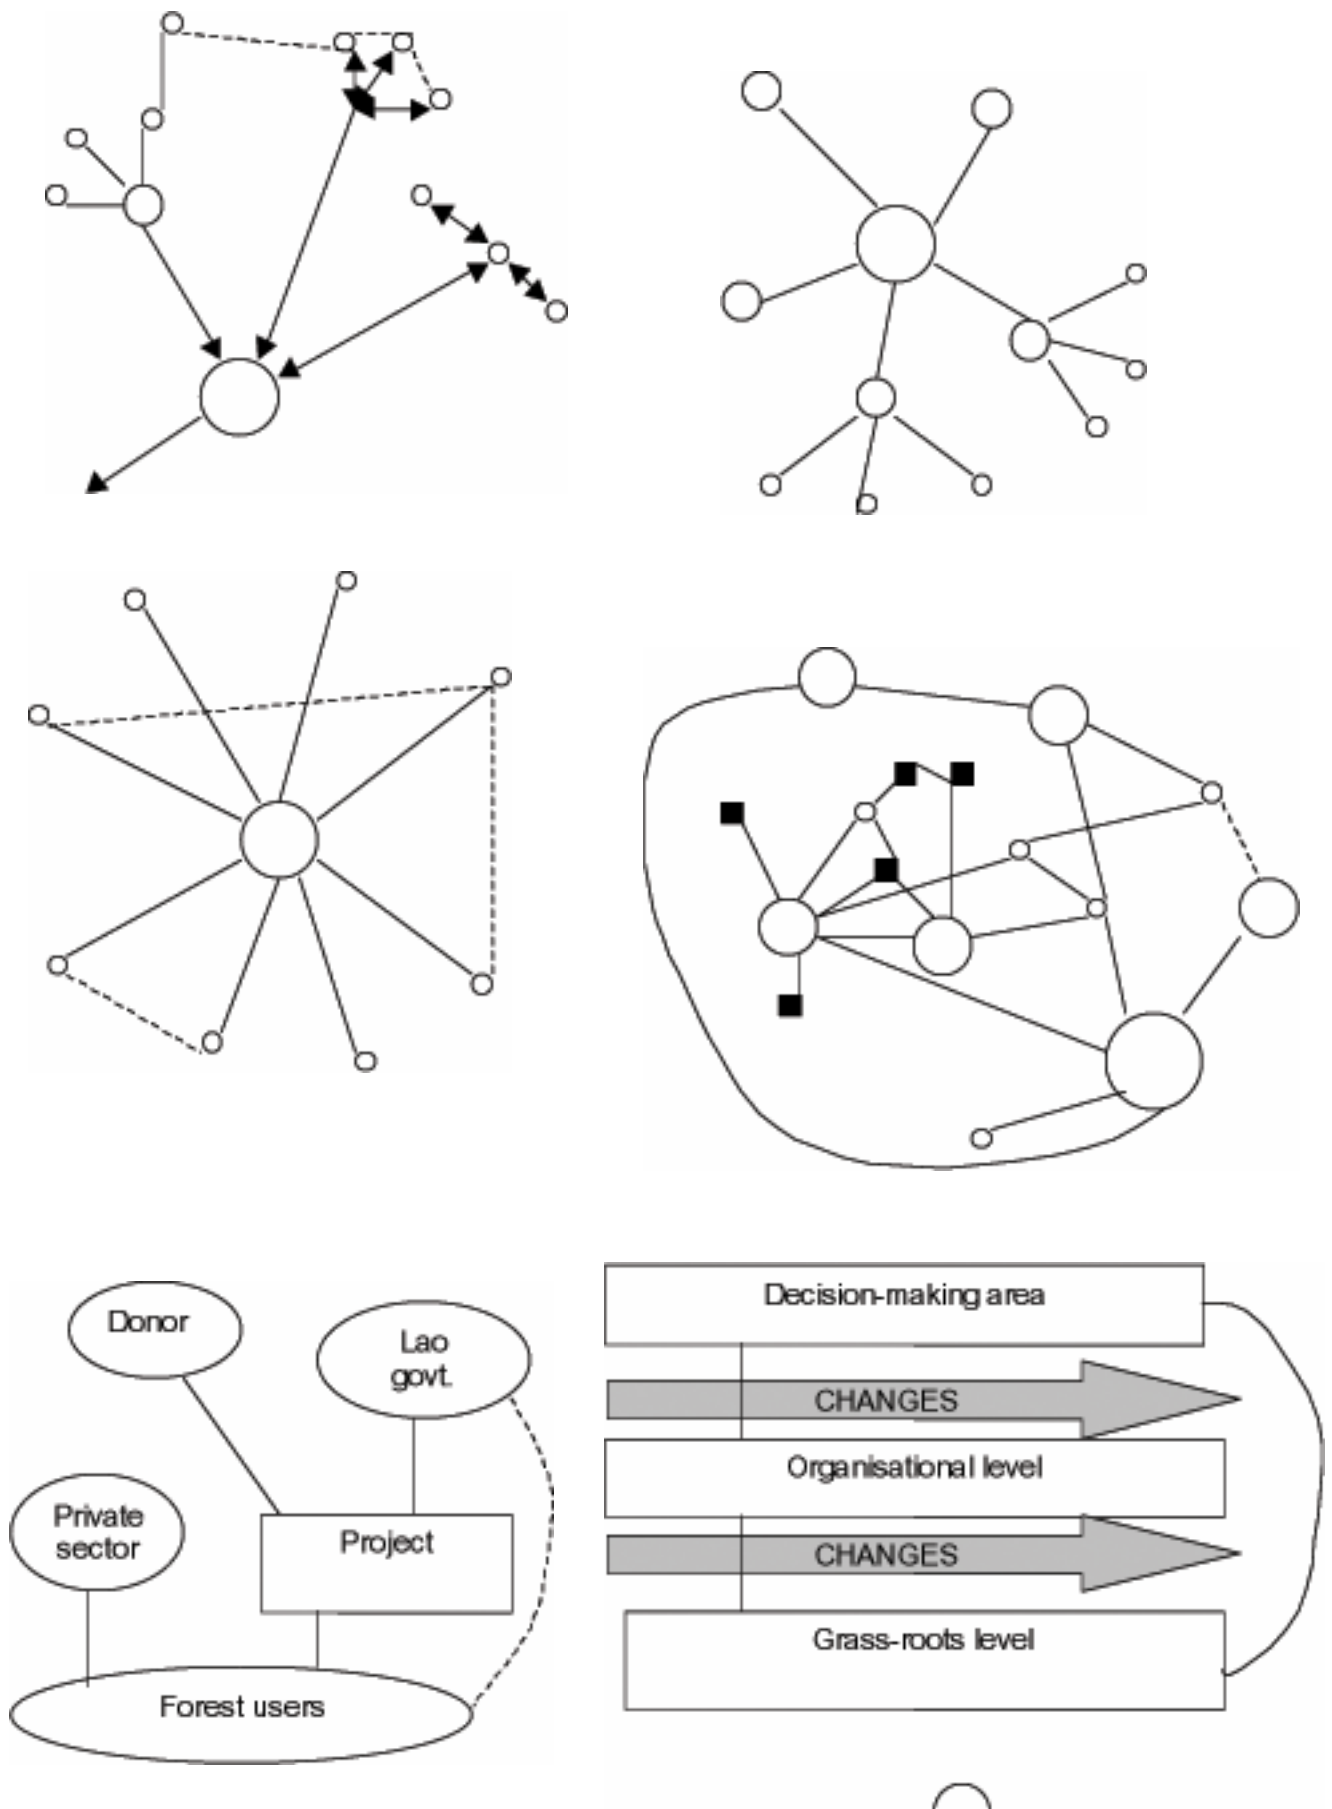 Donor
Lao
govt.
Private
sector
Project
Forest users
Decision-making area
CHANGES
Organisational level
CHANGES
Grass-roots level